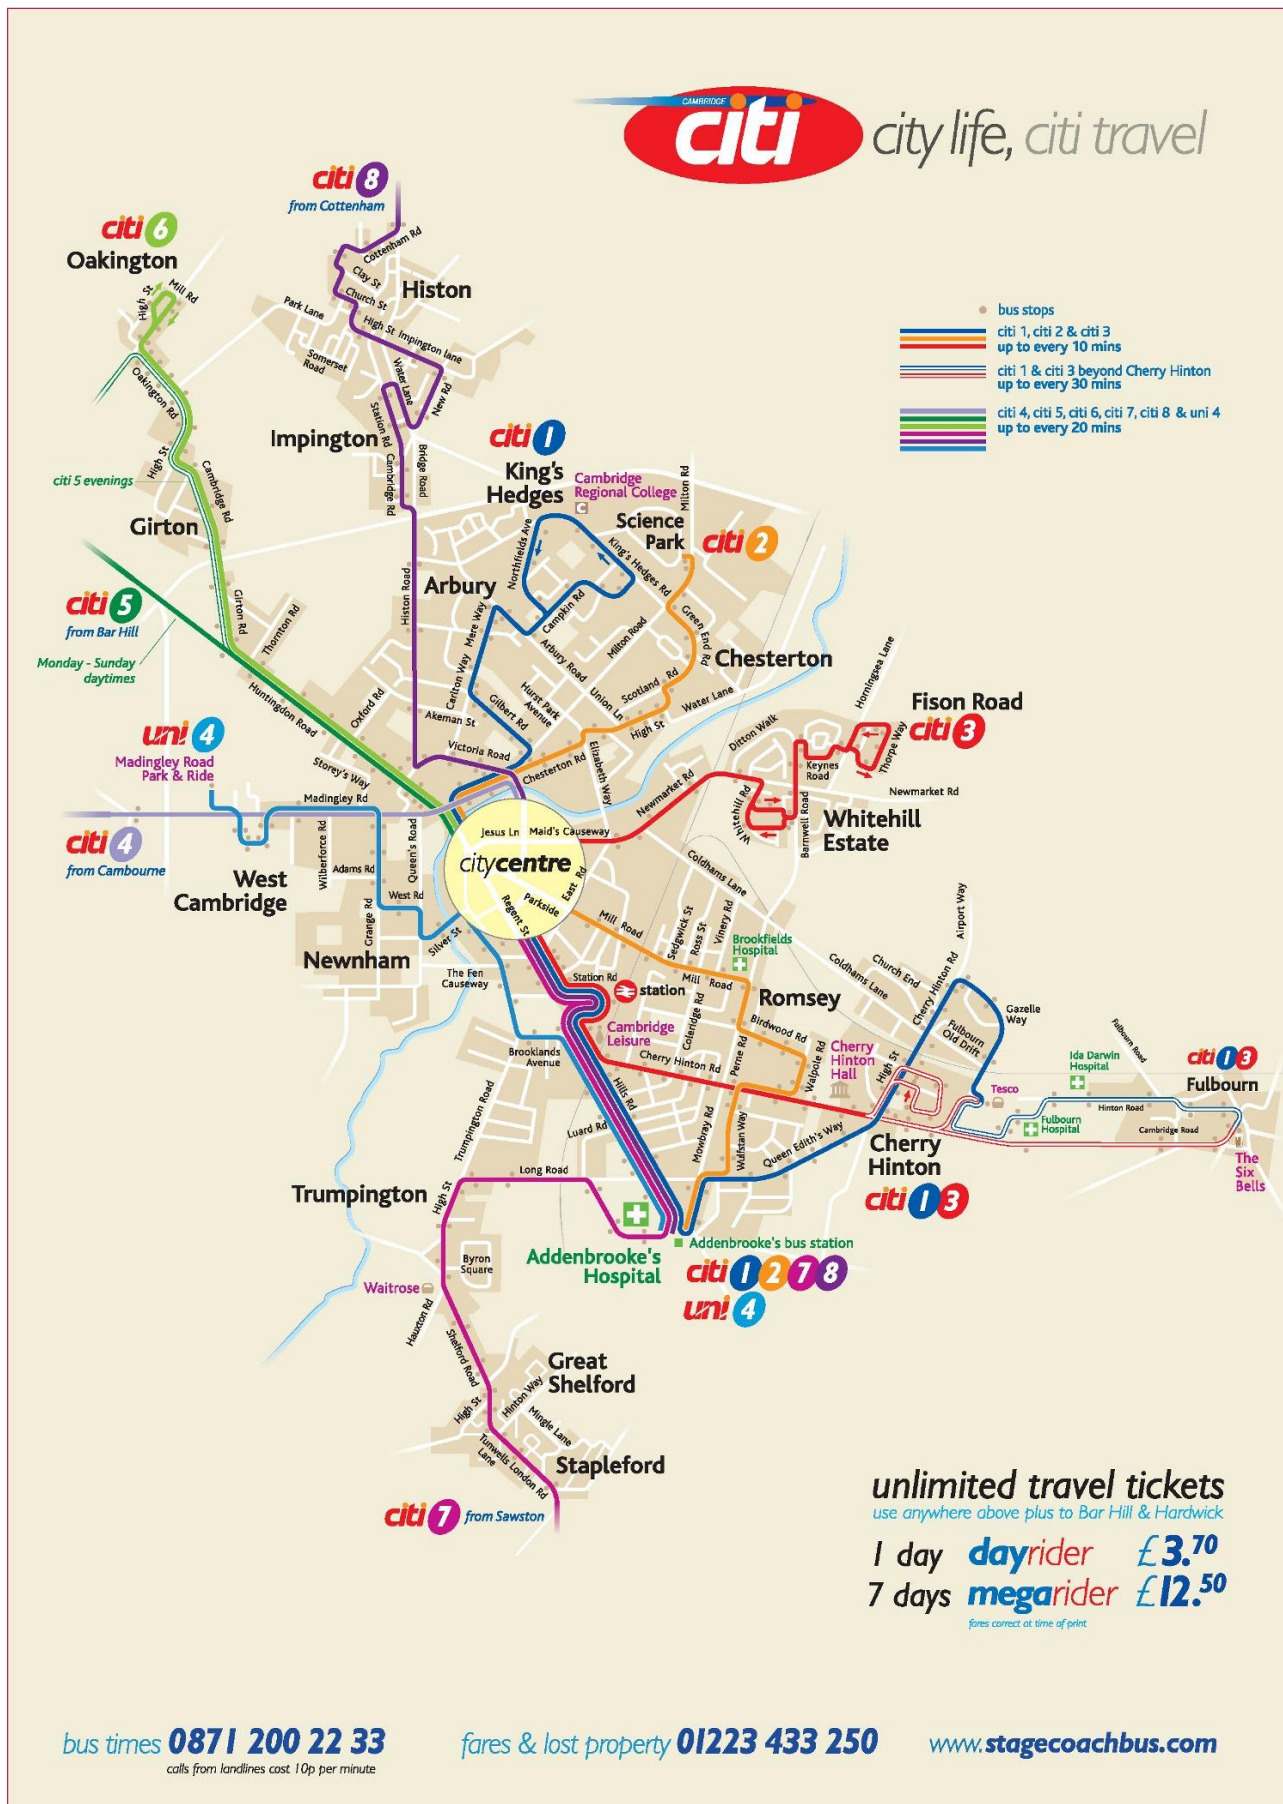 CAMBRIDGE
citi
city life, citi travel
citi 8
from Cottenham
citi 6
Oakington
High St
Mill Rd
Cottenham Rd
Clay St
Church St
Histon
Park Lane
High St
Impington lane
Somerset
Road
Water Lane
New Rd
Station Rd
Impington
Cambridge Rd
Bridge Road
Oakington Rd
High St
citi 5 evenings
Cambridge Rd
Girton
bus stops
citi 1, citi 2 & citi 3
up to every 10 mins
citi 1 & citi 3 beyond Cherry Hinton
up to every 30 mins
citi 4, citi 5, citi 6, citi 7, citi 8 & uni 4
up to every 20 mins
citi 1
King's
Hedges
Cambridge
Regional College
C
Milton Rd
Science
Park
citi 2
Northfields Ave
King's Hedges Rd
Arbury
Campkin Rd
Histon Road
Mere Way
Arbury Road
Milton Road
Green End Rd
Chesterton
citi 5
from Bar Hill
Monday - Sunday
daytimes
Girton Rd
Thornton Rd
Huntingdon Road
Oxford Rd
Carlton Way
Akeman St
Gilbert Rd
Hurst Park
Avenue
Union Ln
Scotland Rd
High St
Water Lane
Victoria Road
Chesterton Rd
Elizabeth Way
Horningsea Lane
Fison Road
citi 3
Ditton Walk
Keynes
Road
Thorpe Way
Newmarket Rd
Newmarket Rd
Whitehill Rd
Barnwell Road
Whitehill
Estate
uni 4
Madingley Road
Park & Ride
Storey's Way
Madingley Rd
citi 4
from Cambourne
Wilberforce Rd
Adams Rd
Queen's Road
West
Cambridge
West Rd
Grange Rd
Silver St
Newnham
The Fen
Causeway
Jesus Ln
Maid's Causeway
citycentre
East Rd
Parkside
Regent St
Mill Road
Coldhams Lane
Sedgwick St
Ross St
Vinery Rd
Brookfields
Hospital
Station Rd
station
Mill Road
Romsey
Cambridge
Leisure
Coleridge Rd
Birdwood Rd
Cherry Hinton Rd
Perne Rd
Walpole Rd
Cherry
Hinton
Hall
Coldhams Lane
Church End
Cherry Hinton Rd
Airport Way
Gazelle
Way
Fulbourn
Old Drift
High St
Tesco
Ida Darwin
Hospital
Fulbourn Road
citi 1 3
Fulbourn
Hinton Road
Fulbourn
Hospital
Cambridge Road
The
Six
Bells
Brooklands
Avenue
Hills Rd
Trumpington Road
Luard Rd
Mowbray Rd
Wulfstan Way
Queen Edith's Way
Cherry
Hinton
citi 1 3
Long Road
Trumpington
High St
Addenbrooke's
Hospital
Addenbrooke's bus station
citi 1 2 7 8
uni 4
Byron
Square
Waitrose
Hauxton Rd
Shelford Road
Great
Shelford
High St
Hinton Way
Mingle Lane
Tunwells
Lane
London Rd
Stapleford
citi 7 from Sawston
unlimited travel tickets
use anywhere above plus to Bar Hill & Hardwick
1 day dayrider £3.70
7 days megarider £12.50
fares correct at time of print
bus times 0871 200 22 33
calls from landlines cost 10p per minute
fares & lost property 01223 433 250
www.stagecoachbus.com